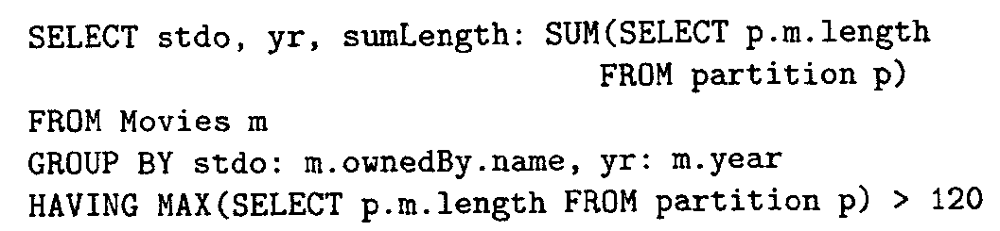 SELECT stdo, yr, sumLength: SUM(SELECT p.m.length
FROM partition p)
FROM Movies m
GROUP BY stdo: m.ownedBy.name, yr: m.year
HAVING MAX(SELECT p.m.length FROM partition p) > 120